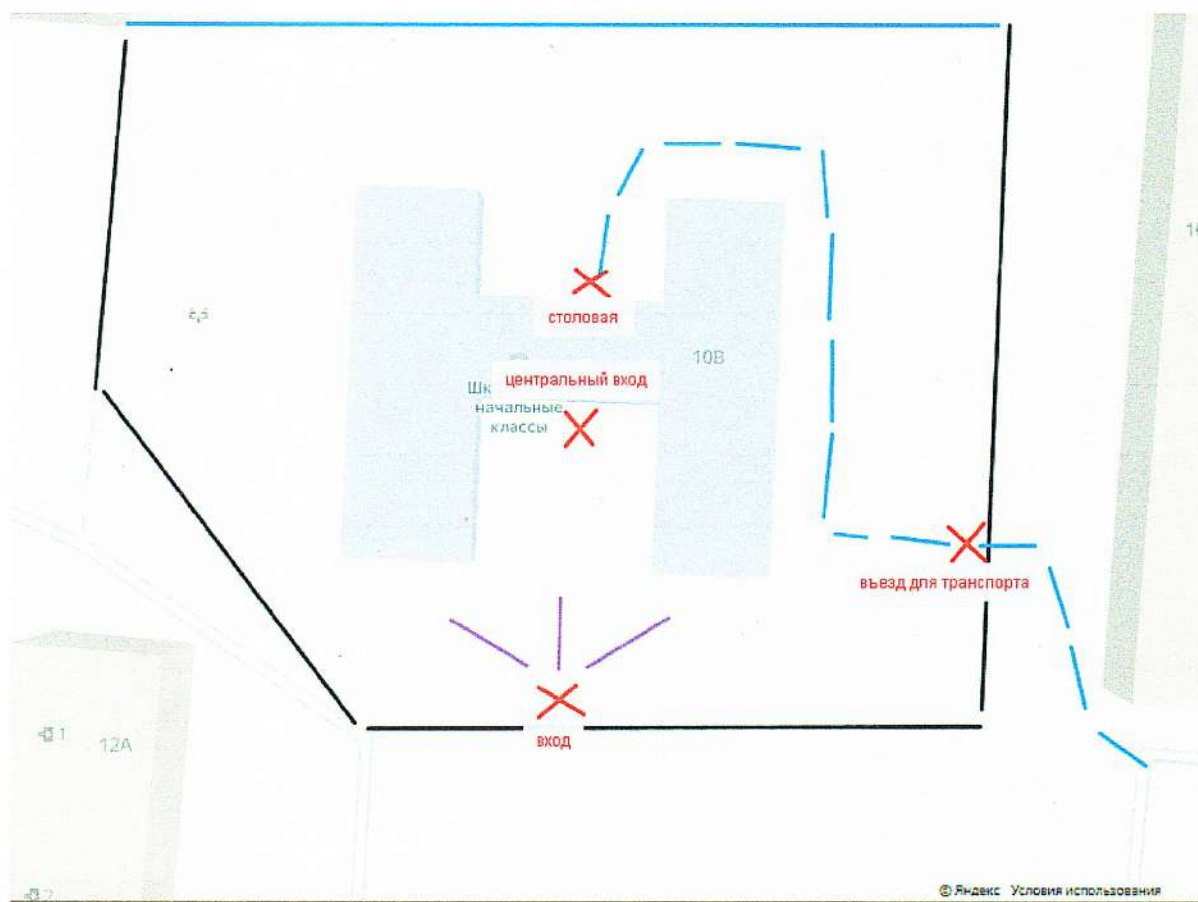 столовая
10В
центральный вход
Шк
начальные
классы
въезд для транспорта
вход
1
12А
2
© Яндекс Условия использования